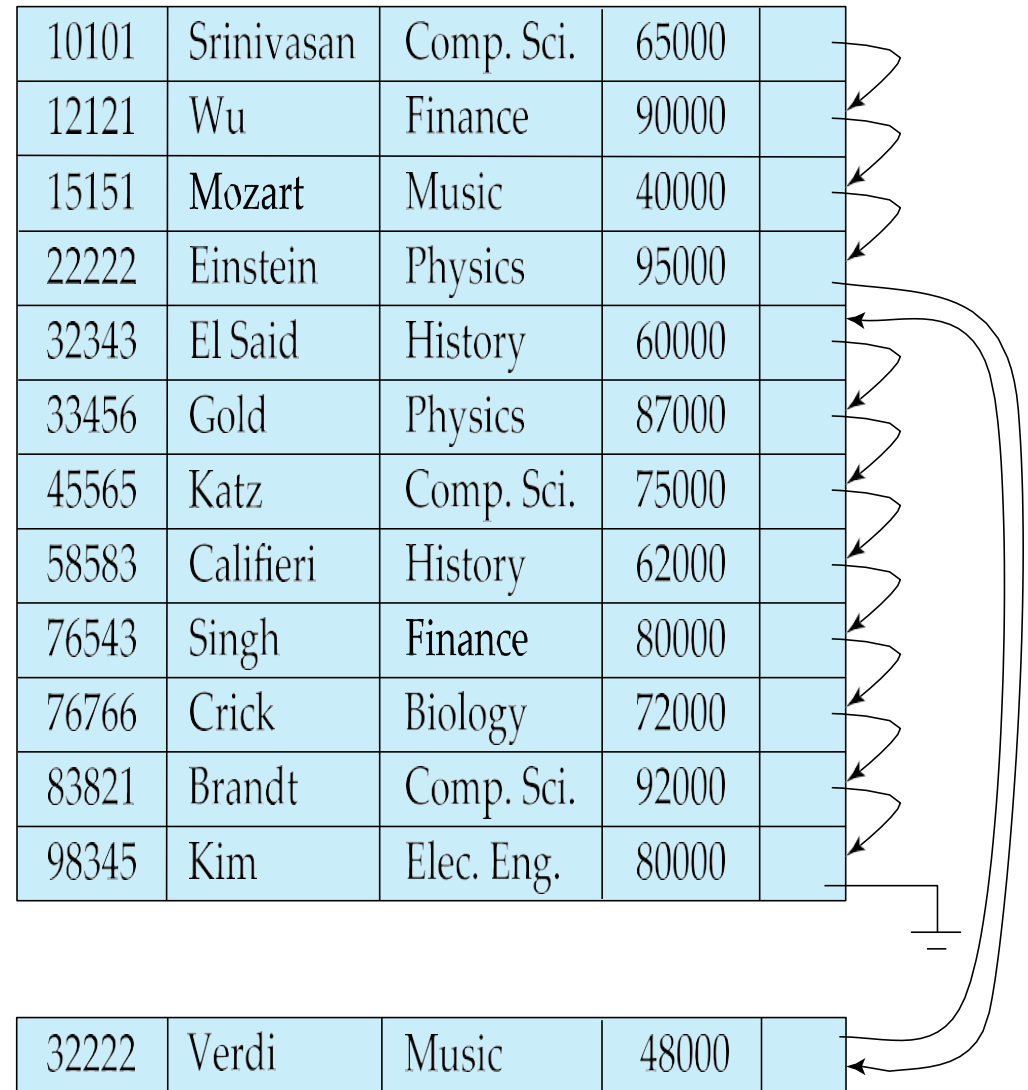 10101 Srinivasan Comp. Sci. 65000
12121 Wu Finance 90000
15151 Mozart Music 40000
22222 Einstein Physics 95000
32343 El Said History 60000
33456 Gold Physics 87000
45565 Katz Comp. Sci. 75000
58583 Califieri History 62000
76543 Singh Finance 80000
76766 Crick Biology 72000
83821 Brandt Comp. Sci. 92000
98345 Kim Elec. Eng. 80000
32222 Verdi Music 48000